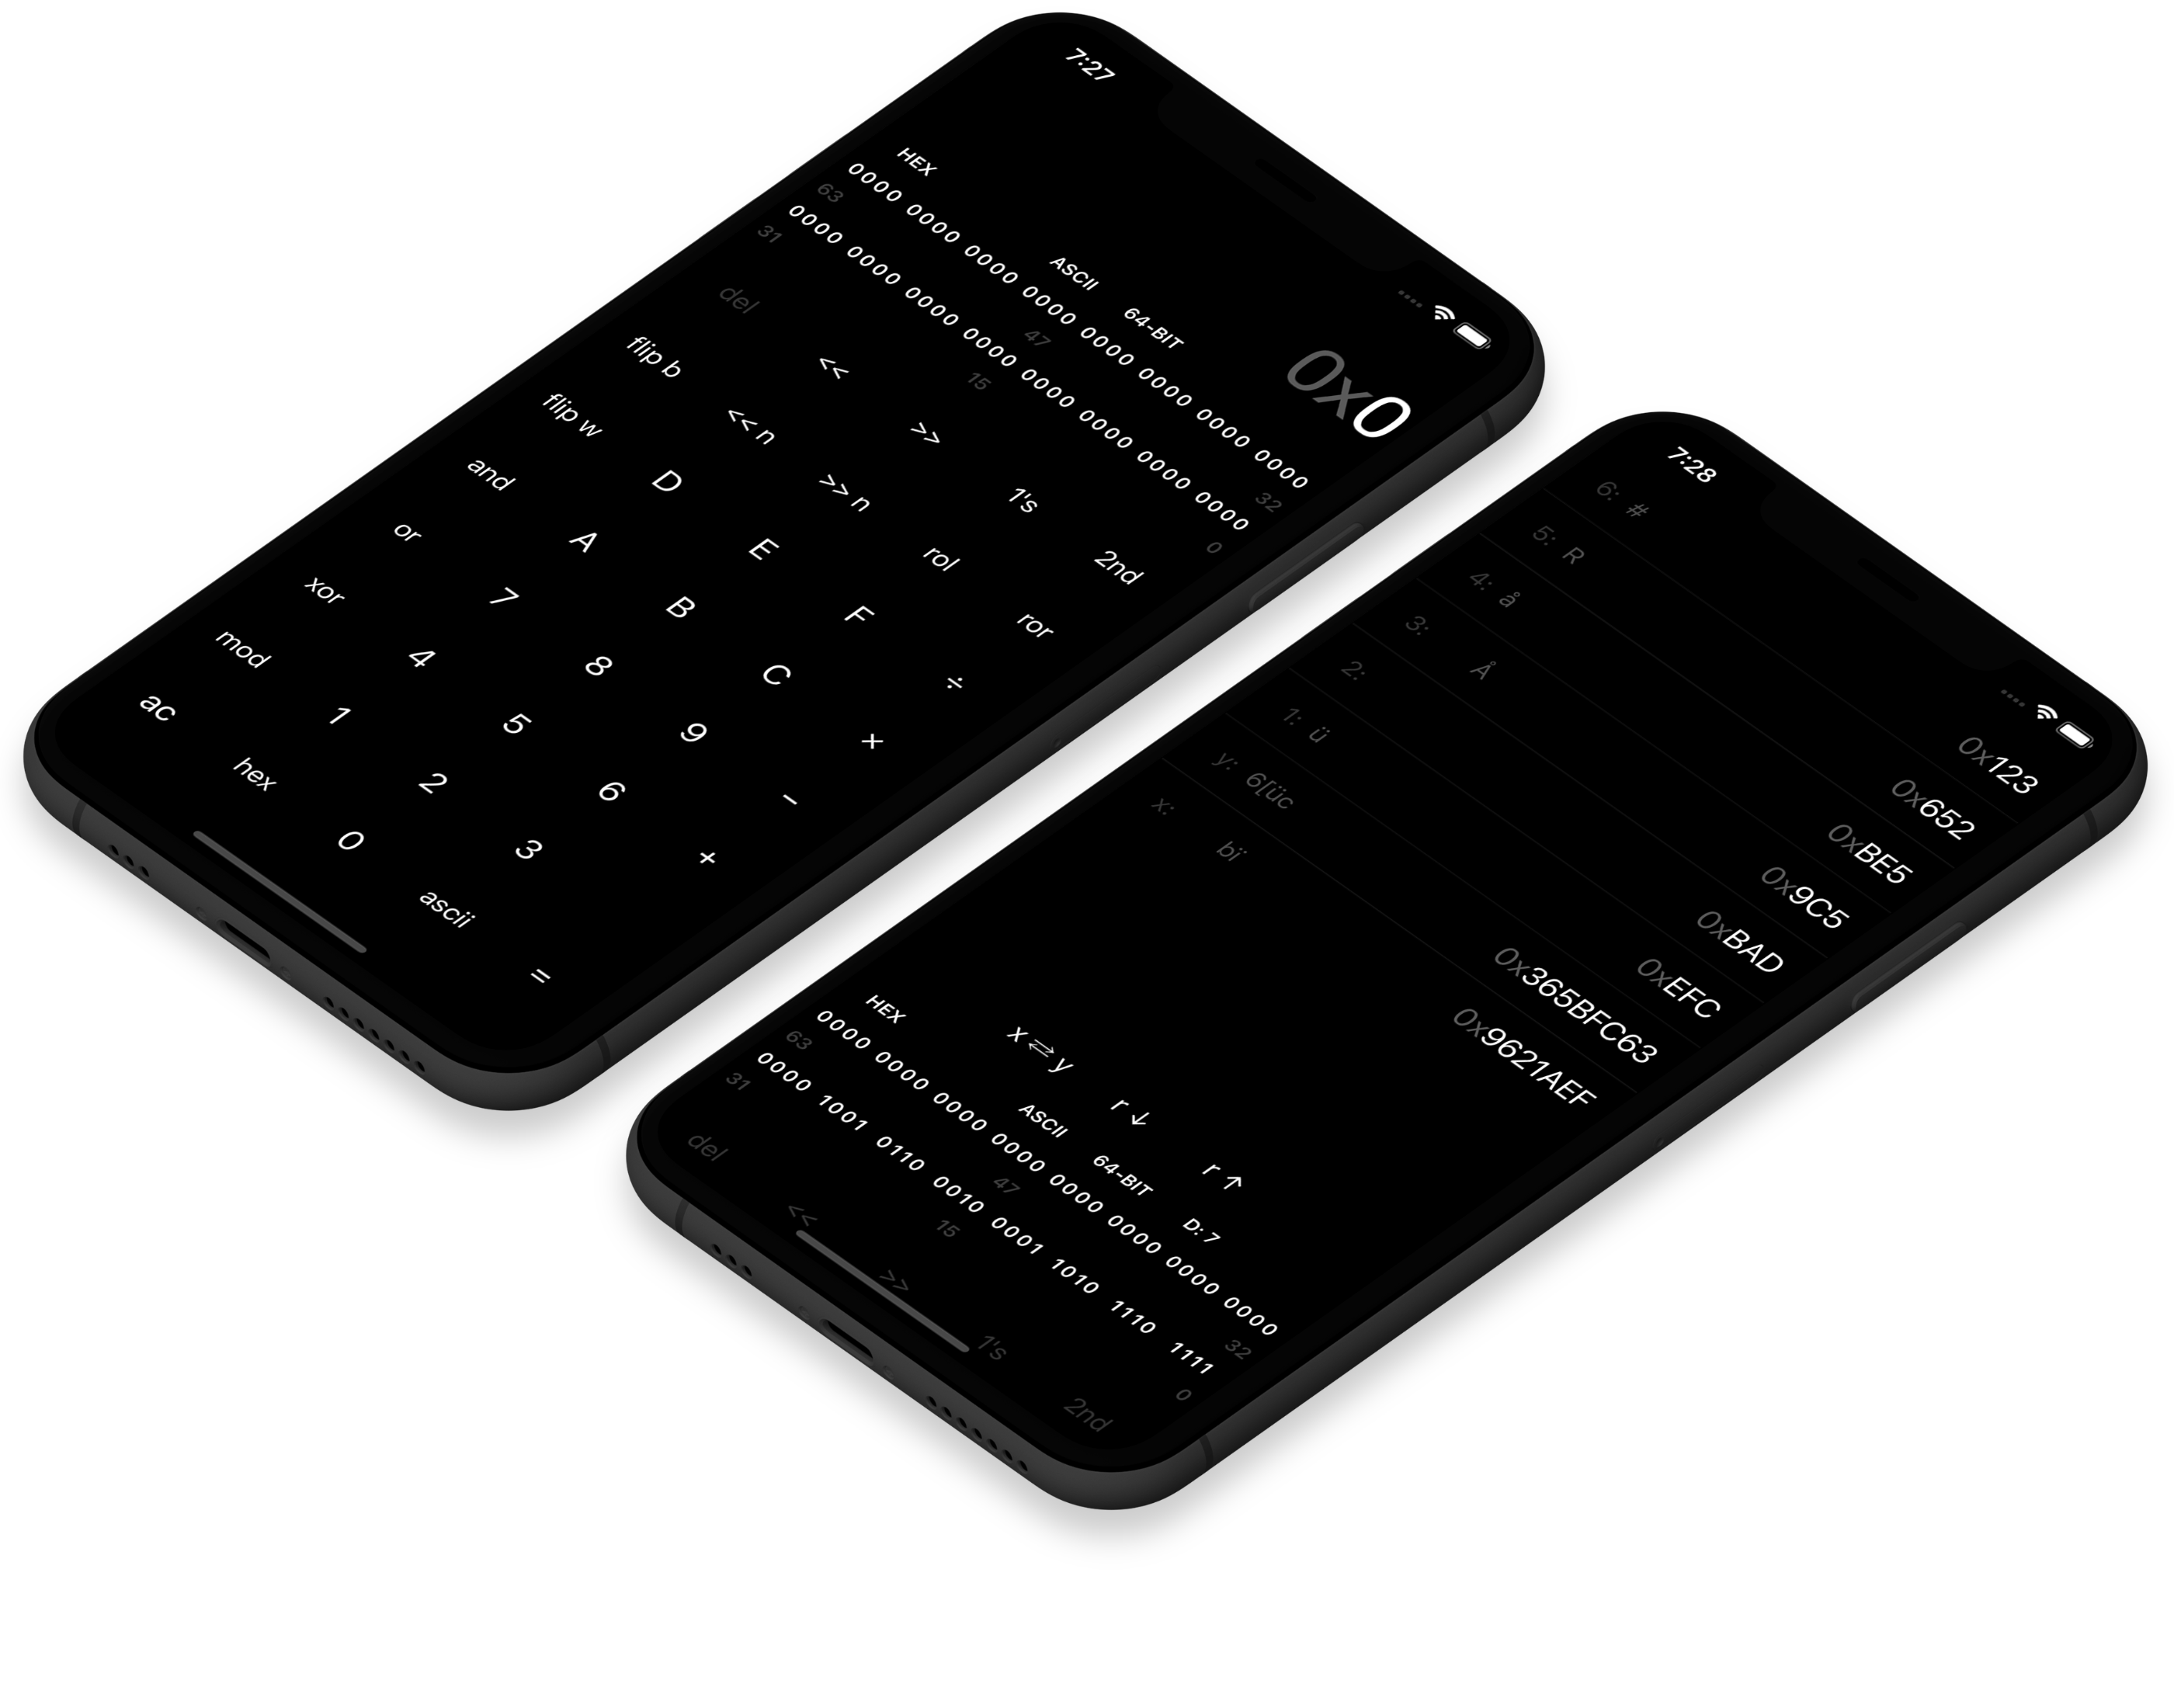 7:27
0x0
HEX ASCII 64-BIT
0000 0000 0000 0000 0000 0000 0000 0000
63 47 32
0000 0000 0000 0000 0000 0000 0000 0000
31 15 0
del << >> 1's 2nd
flip b << n >> n rol ror
flip w D E F ÷
and A B C ×
or 7 8 9 −
xor 4 5 6 +
mod 1 2 3
ac hex 0 ascii =
7:28
6: # 0x123
5: R 0x652
4: å 0xBE5
3: Å 0x9C5
2: 0xBAD
1: ü 0xEFC
y: 6[üc 0x365BFC63
x: bï 0x9621AEF
x ⇄ y r ↓ r ↑
HEX ASCII 64-BIT D: 7
0000 0000 0000 0000 0000 0000 0000 0000
63 47 32
0000 1001 0110 0010 0001 1010 1110 1111
31 15 0
del << >> 1's 2nd